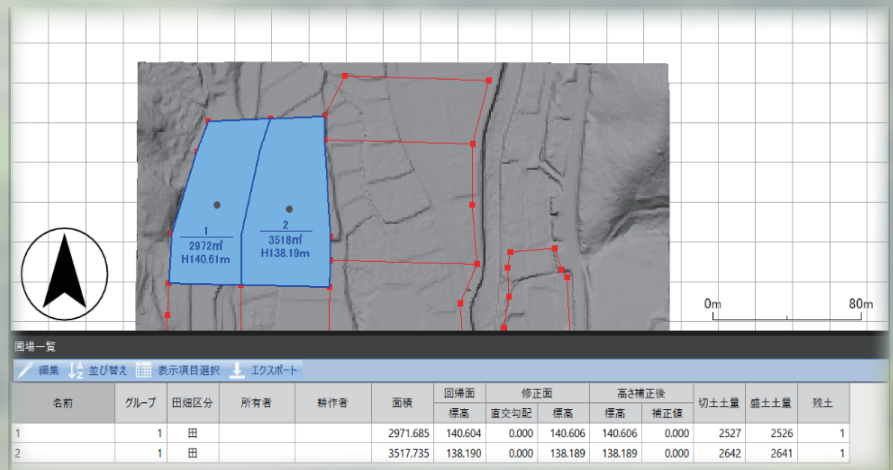 1
2972㎡
H140.61m
2
3518㎡
H138.19m
0m 80m
圃場一覧
編集 並び替え 表示項目選択 エクスポート
名前 グループ 田畑区分 所有者 耕作者 面積 回帰面 修正面 高さ補正後 切土土量 盛土土量 残土
標高 直交勾配 標高 標高 補正値
1 1 田 2971.685 140.604 0.000 140.606 140.606 0.000 2527 2526 1
2 1 田 3517.735 138.190 0.000 138.189 138.189 0.000 2642 2641 1